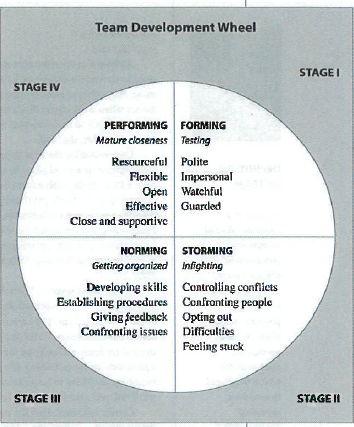 Team Development Wheel
STAGE I
STAGE IV
PERFORMING
Mature closeness
Resourceful
Flexible
Open
Effective
Close and supportive
FORMING
Testing
Polite
Impersonal
Watchful
Guarded
NORMING
Getting organized
Developing skills
Establishing procedures
Giving feedback
Confronting issues
STORMING
Infighting
Controlling conflicts
Confronting people
Opting out
Difficulties
Feeling stuck
STAGE III
STAGE II